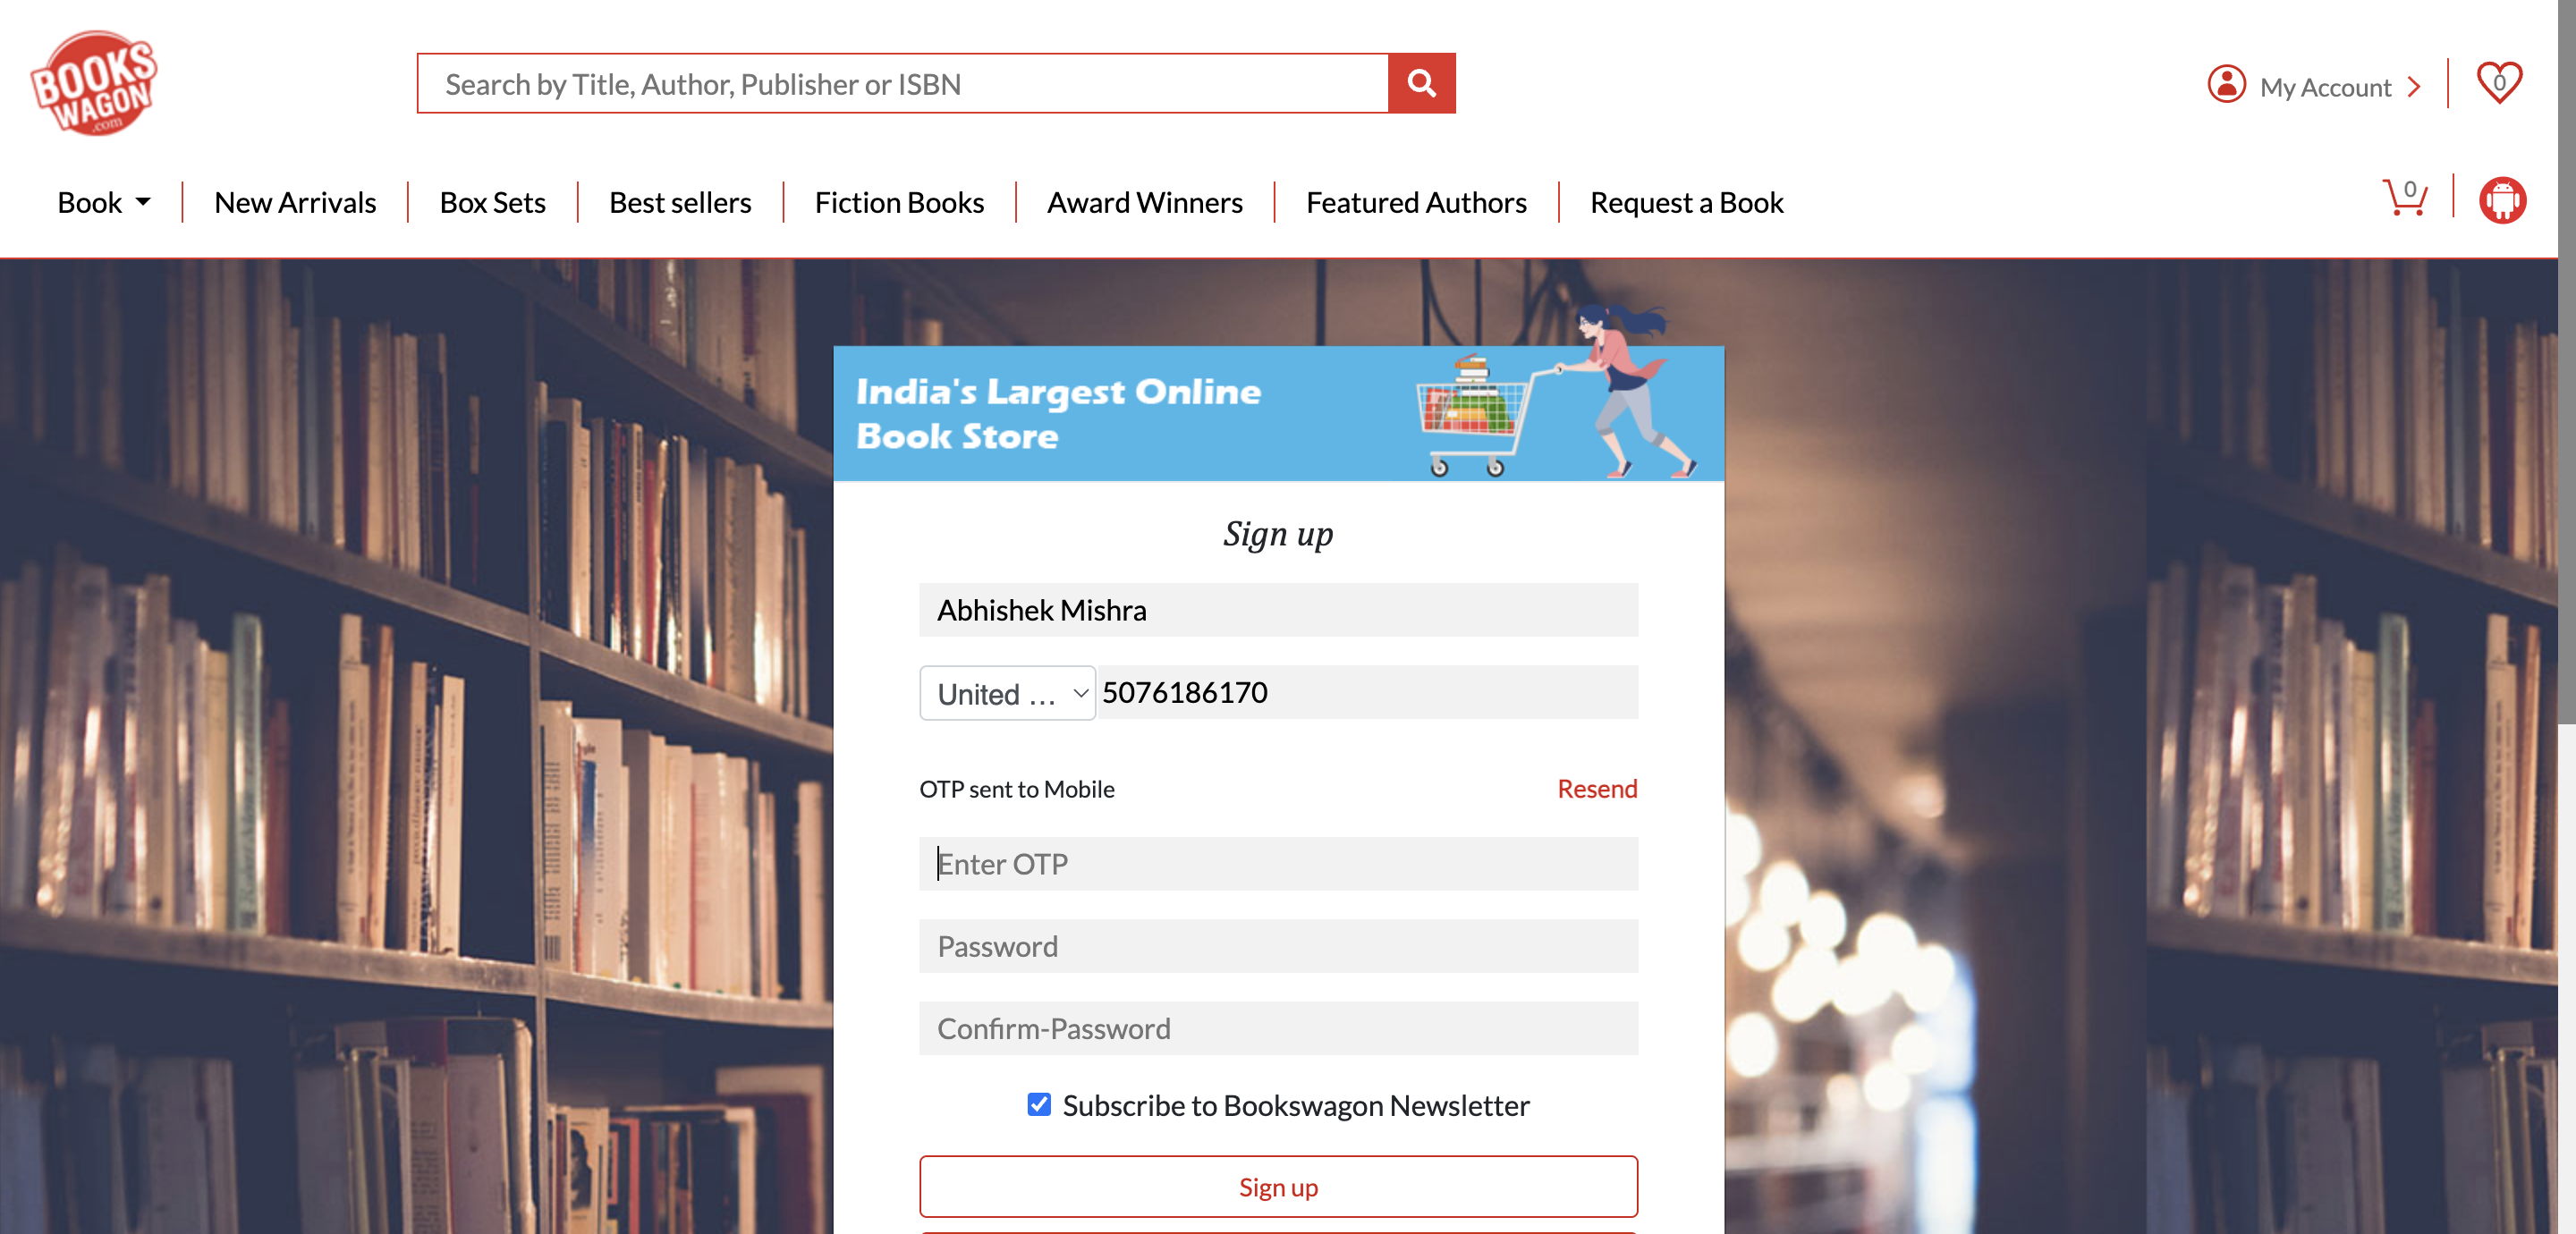 BOOKS
WAGON
.com
Search by Title, Author, Publisher or ISBN
My Account
0
Book
New Arrivals
Box Sets
Best sellers
Fiction Books
Award Winners
Featured Authors
Request a Book
0
India's Largest Online
Book Store
Sign up
Abhishek Mishra
United ...
5076186170
OTP sent to Mobile
Resend
Enter OTP
Password
Confirm-Password
Subscribe to Bookswagon Newsletter
Sign up